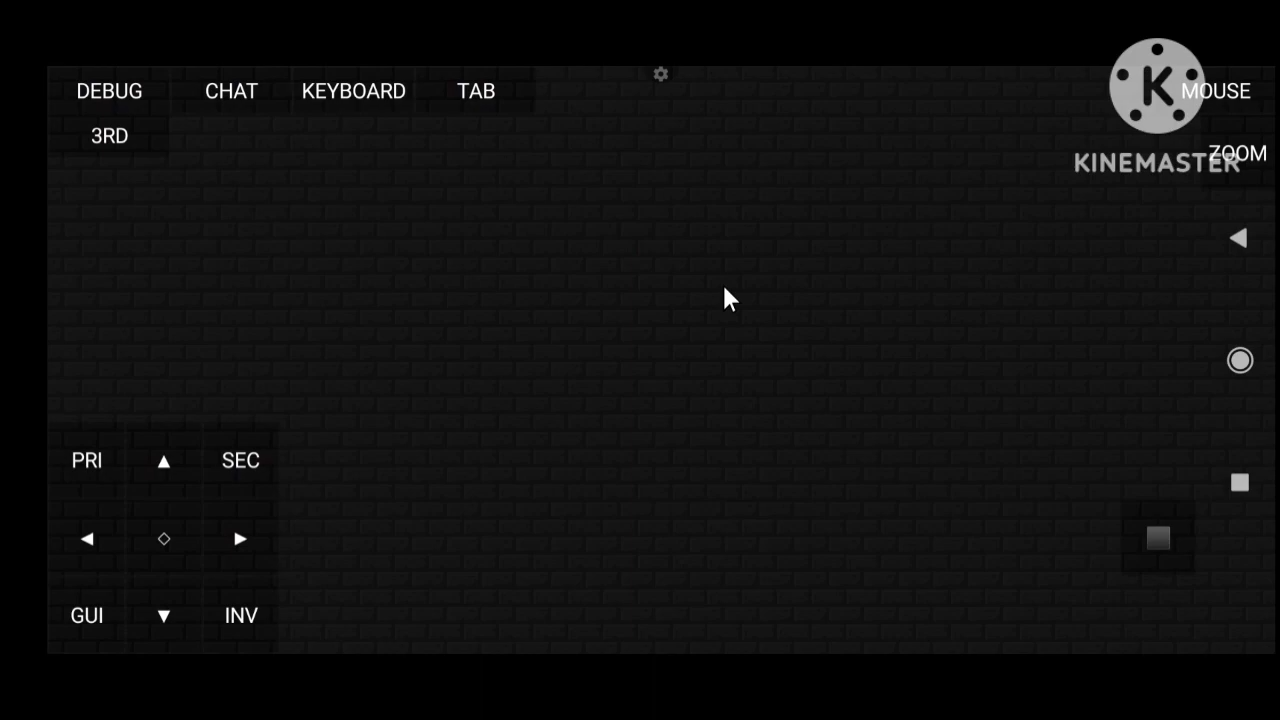 DEBUG CHAT KEYBOARD TAB MOUSE
3RD ZOOM
K
KINEMASTER
PRI ▲ SEC
◀ ◇ ▶
GUI ▼ INV